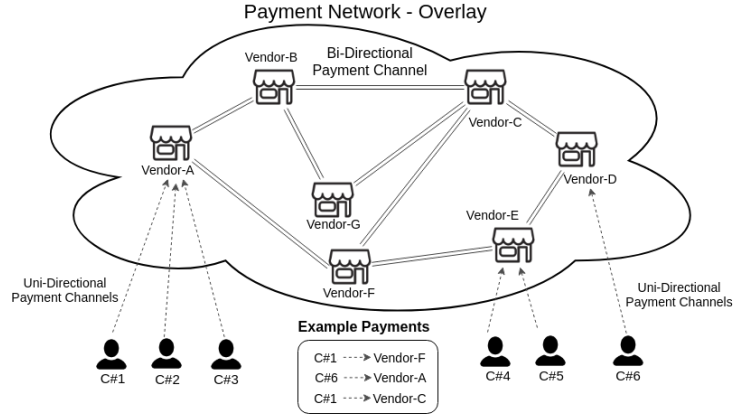 Payment Network - Overlay
Vendor-B
Bi-Directional
Payment Channel
Vendor-C
Vendor-A
Vendor-D
Vendor-G
Vendor-E
Vendor-F
Uni-Directional
Payment Channels
Uni-Directional
Payment Channels
C#1
C#2
C#3
Example Payments
C#1 Vendor-F
C#6 Vendor-A
C#1 Vendor-C
C#4
C#5
C#6